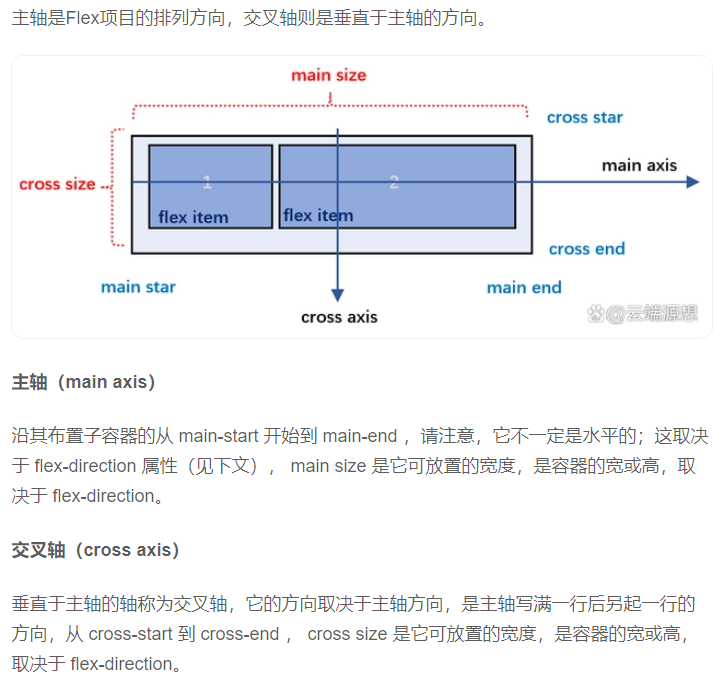 主轴是Flex项目的排列方向，交叉轴则是垂直于主轴的方向。
main size
cross star
main axis
cross size
1
2
flex item
flex item
cross end
main star
main end
cross axis
@云端源想
主轴（main axis）
沿其布置子容器的从 main-start 开始到 main-end ，请注意，它不一定是水平的；这取决
于 flex-direction 属性（见下文）， main size 是它可放置的宽度，是容器的宽或高，取
决于 flex-direction。
交叉轴（cross axis）
垂直于主轴的轴称为交叉轴，它的方向取决于主轴方向，是主轴写满一行后另起一行的
方向，从 cross-start 到 cross-end ， cross size 是它可放置的宽度，是容器的宽或高，
取决于 flex-direction。